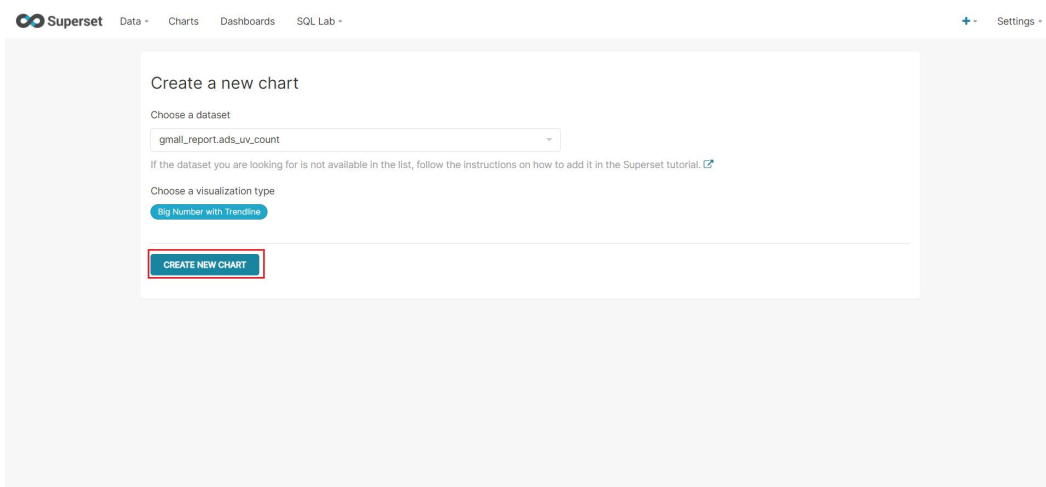 Superset Data Charts Dashboards SQL Lab + Settings
Create a new chart
Choose a dataset
gmall_report.ads_uv_count
If the dataset you are looking for is not available in the list, follow the instructions on how to add it in the Superset tutorial.
Choose a visualization type
Big Number with Trendline
CREATE NEW CHART